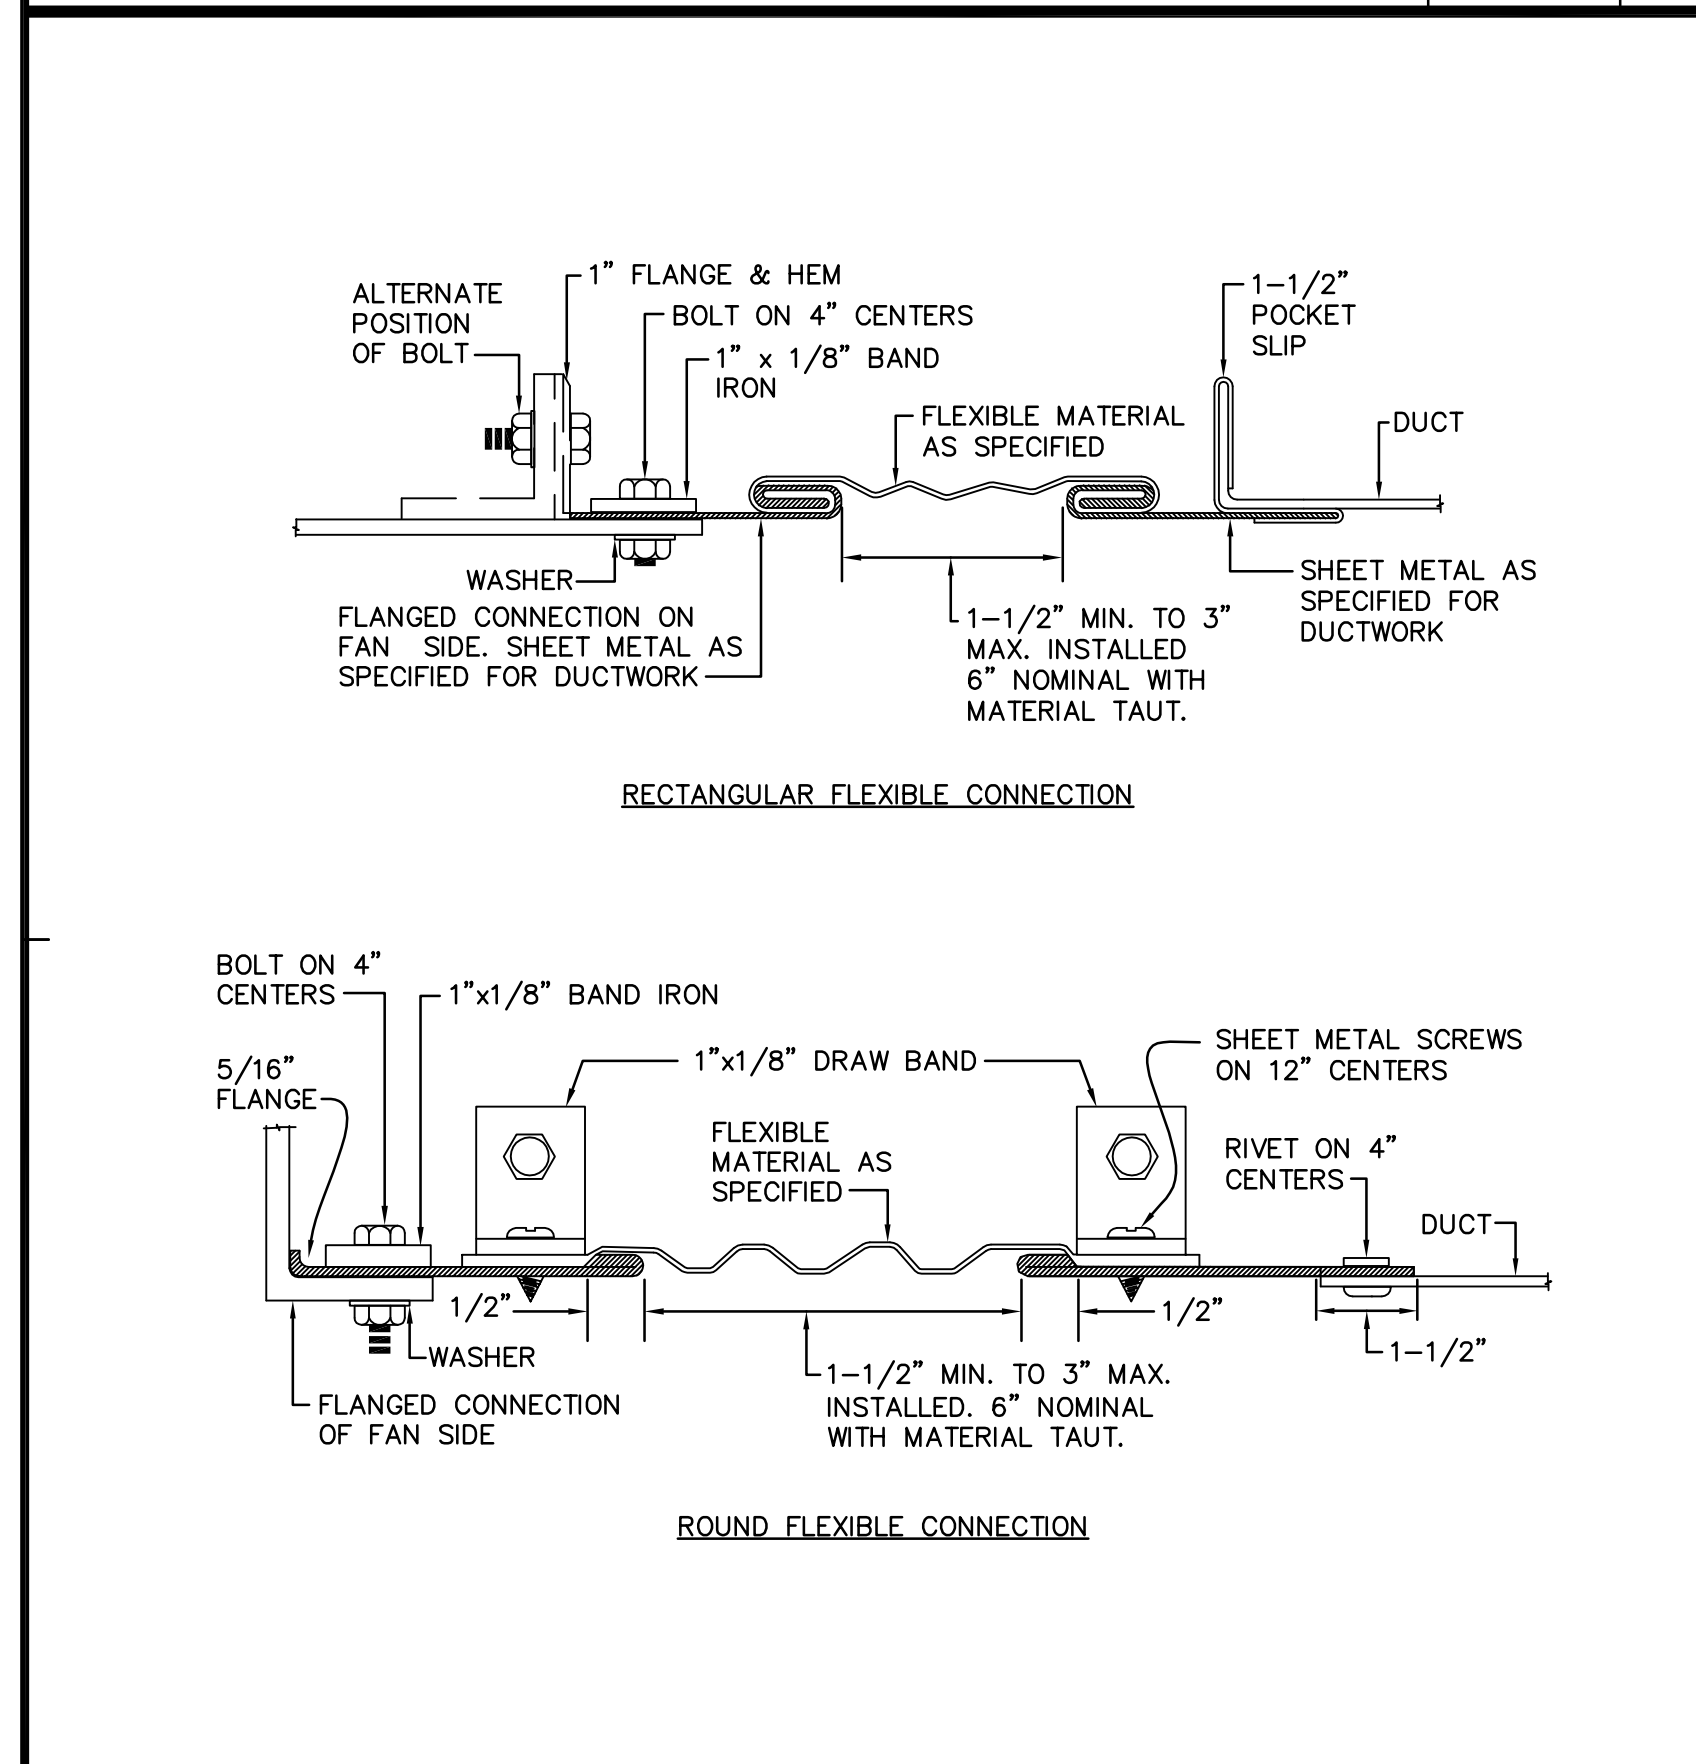 ALTERNATE
POSITION
OF BOLT
1” FLANGE & HEM
BOLT ON 4” CENTERS
1” x 1/8” BAND
IRON
FLEXIBLE MATERIAL
AS SPECIFIED
1-1/2”
POCKET
SLIP
DUCT
WASHER
FLANGED CONNECTION ON
FAN SIDE. SHEET METAL AS
SPECIFIED FOR DUCTWORK
1-1/2” MIN. TO 3”
MAX. INSTALLED
6” NOMINAL WITH
MATERIAL TAUT.
SHEET METAL AS
SPECIFIED FOR
DUCTWORK
RECTANGULAR FLEXIBLE CONNECTION
BOLT ON 4”
CENTERS
1”x1/8” BAND IRON
5/16”
FLANGE
1”x1/8” DRAW BAND
SHEET METAL SCREWS
ON 12” CENTERS
FLEXIBLE
MATERIAL AS
SPECIFIED
RIVET ON 4”
CENTERS
DUCT
1/2”
1/2”
WASHER
1-1/2”
1-1/2” MIN. TO 3” MAX.
INSTALLED. 6” NOMINAL
WITH MATERIAL TAUT.
FLANGED CONNECTION
OF FAN SIDE
ROUND FLEXIBLE CONNECTION